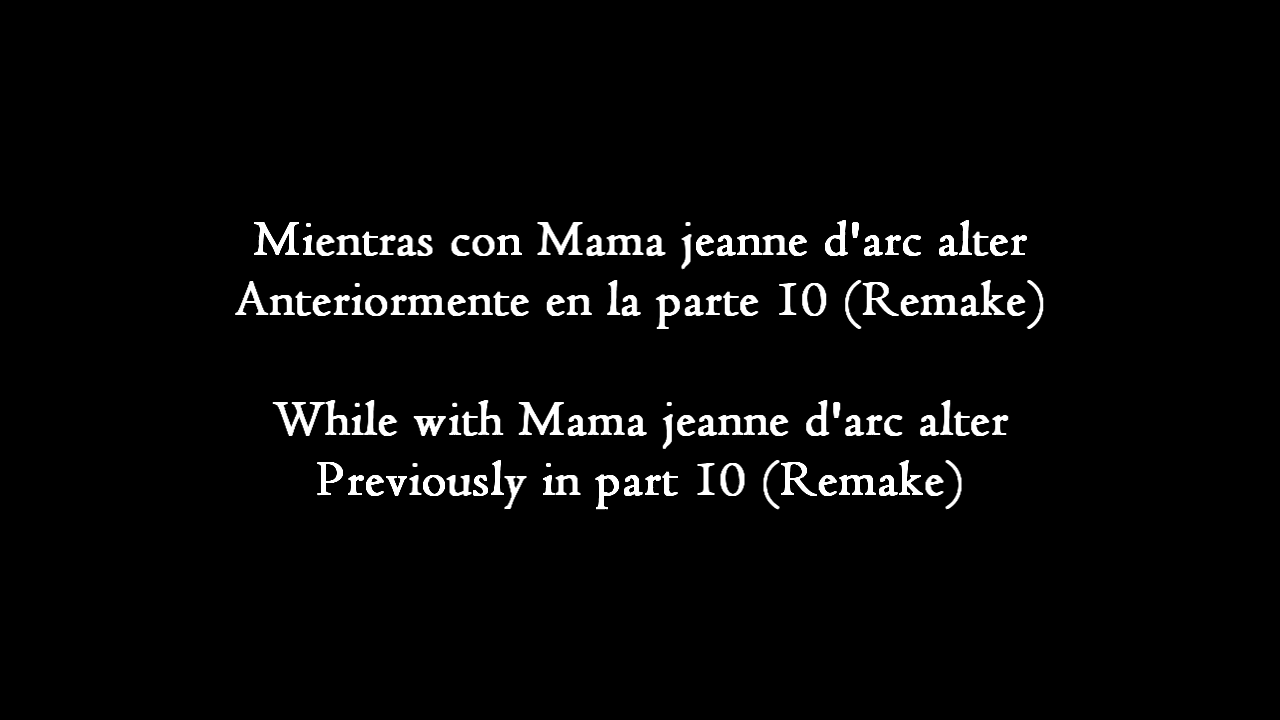 Mientras con Mama jeanne d'arc alter
Anteriormente en la parte 10 (Remake)
While with Mama jeanne d'arc alter
Previously in part 10 (Remake)